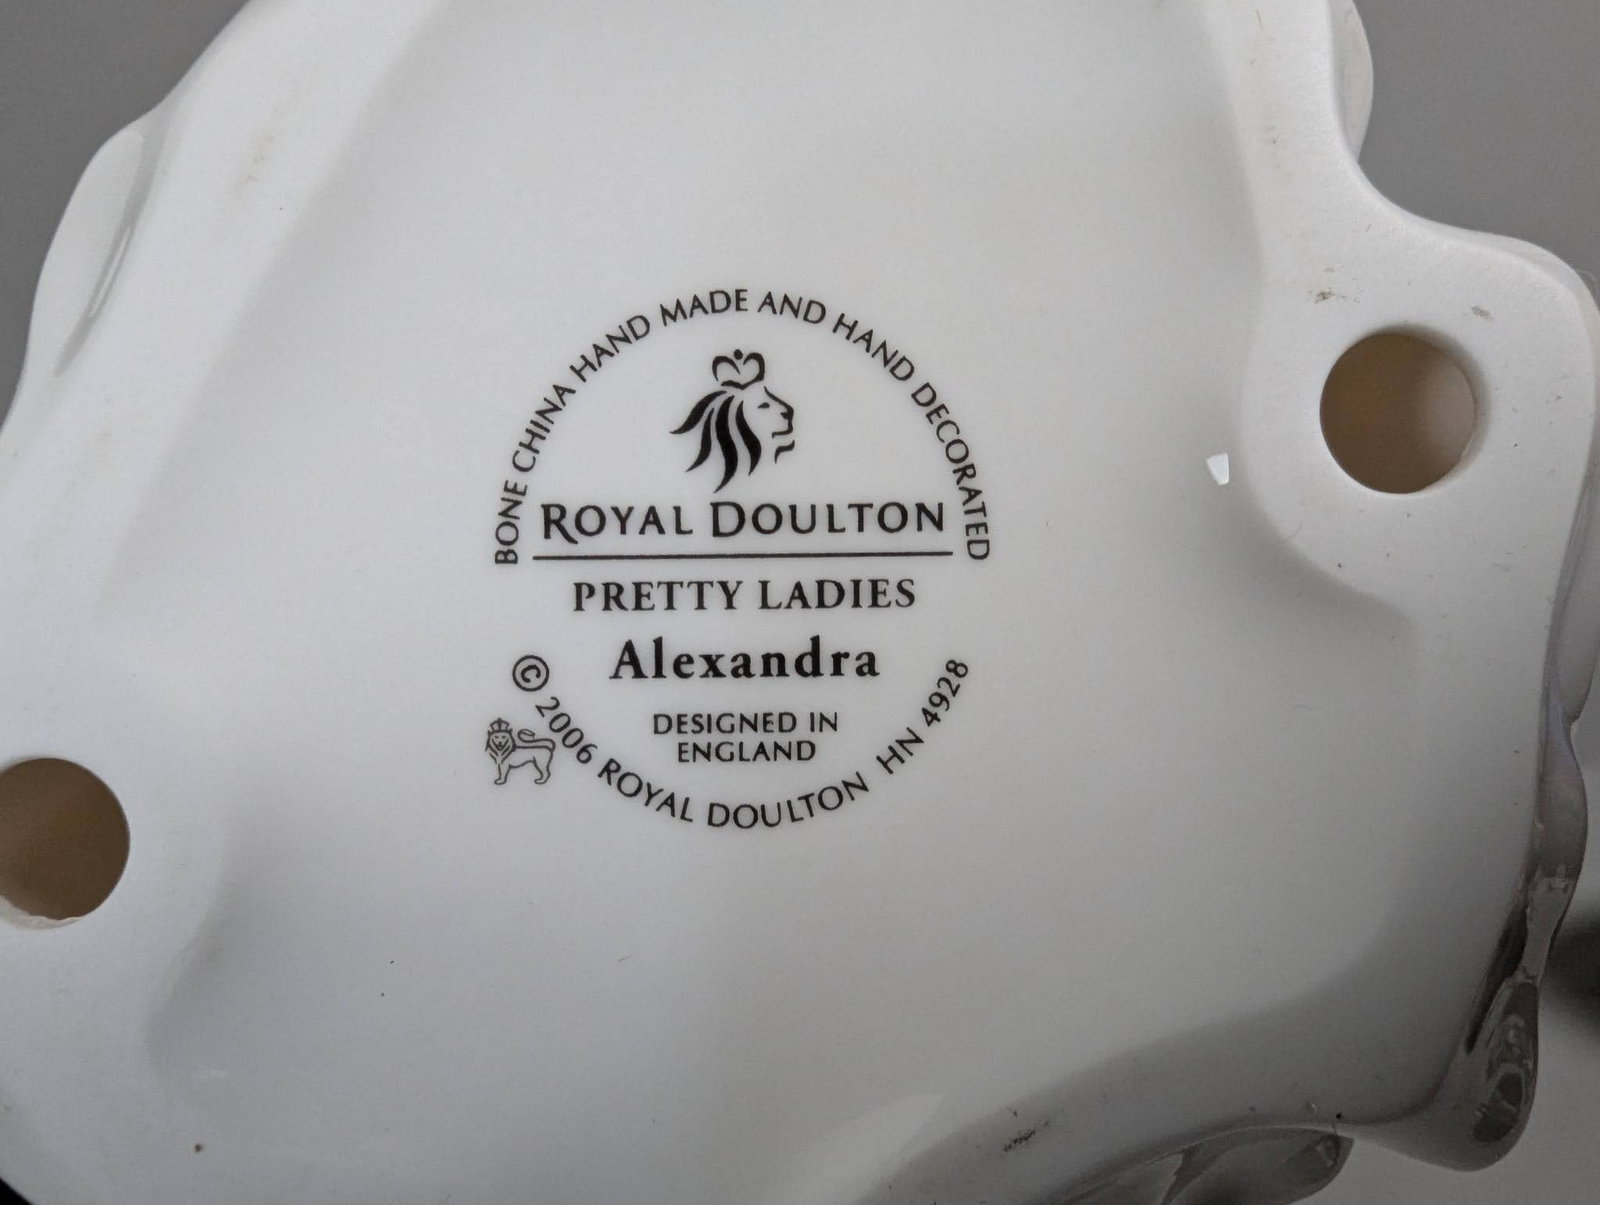 BONE CHINA HAND MADE AND HAND DECORATED
ROYAL DOULTON
PRETTY LADIES
Alexandra
DESIGNED IN
ENGLAND
© 2006 ROYAL DOULTON HN 4928